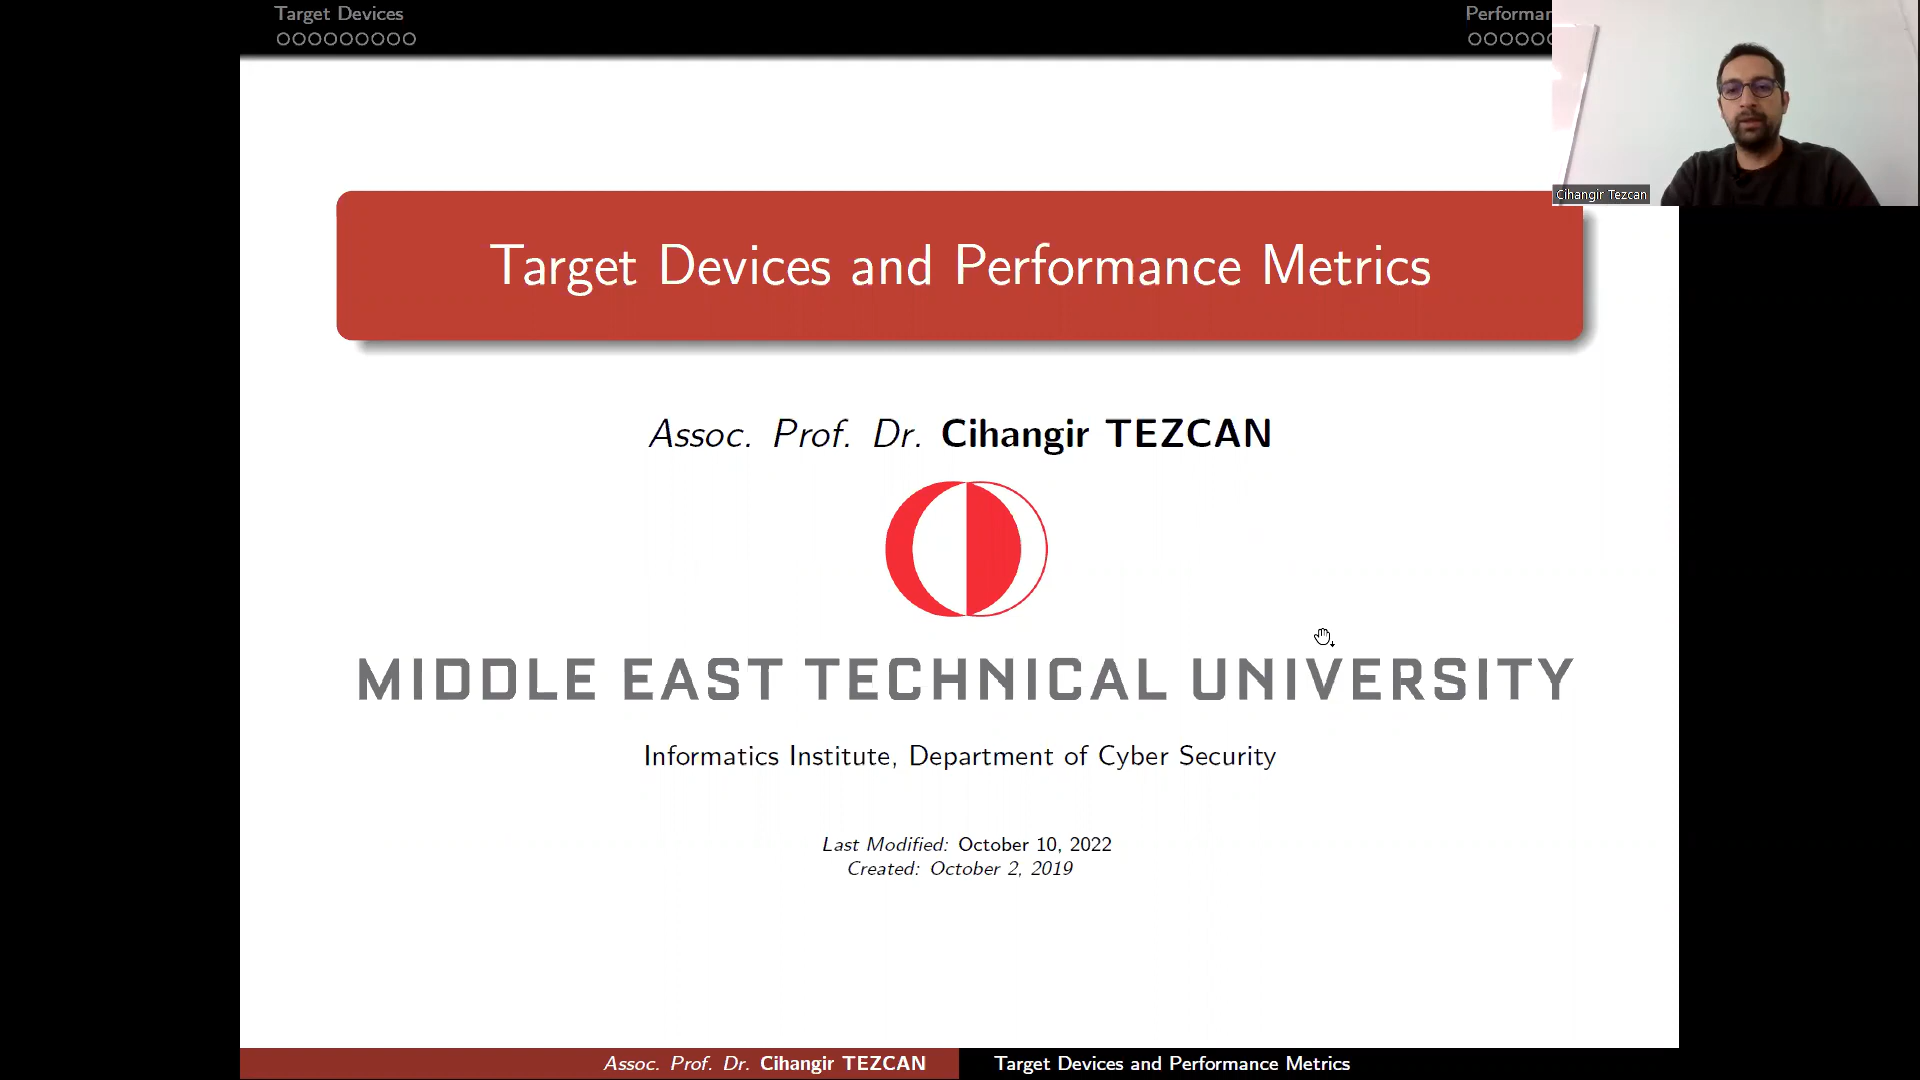 Target Devices
Performan
Cihangir Tezcan
Target Devices and Performance Metrics
Assoc. Prof. Dr. Cihangir TEZCAN
MIDDLE EAST TECHNICAL UNIVERSITY
Informatics Institute, Department of Cyber Security
Last Modified: October 10, 2022
Created: October 2, 2019
Assoc. Prof. Dr. Cihangir TEZCAN
Target Devices and Performance Metrics